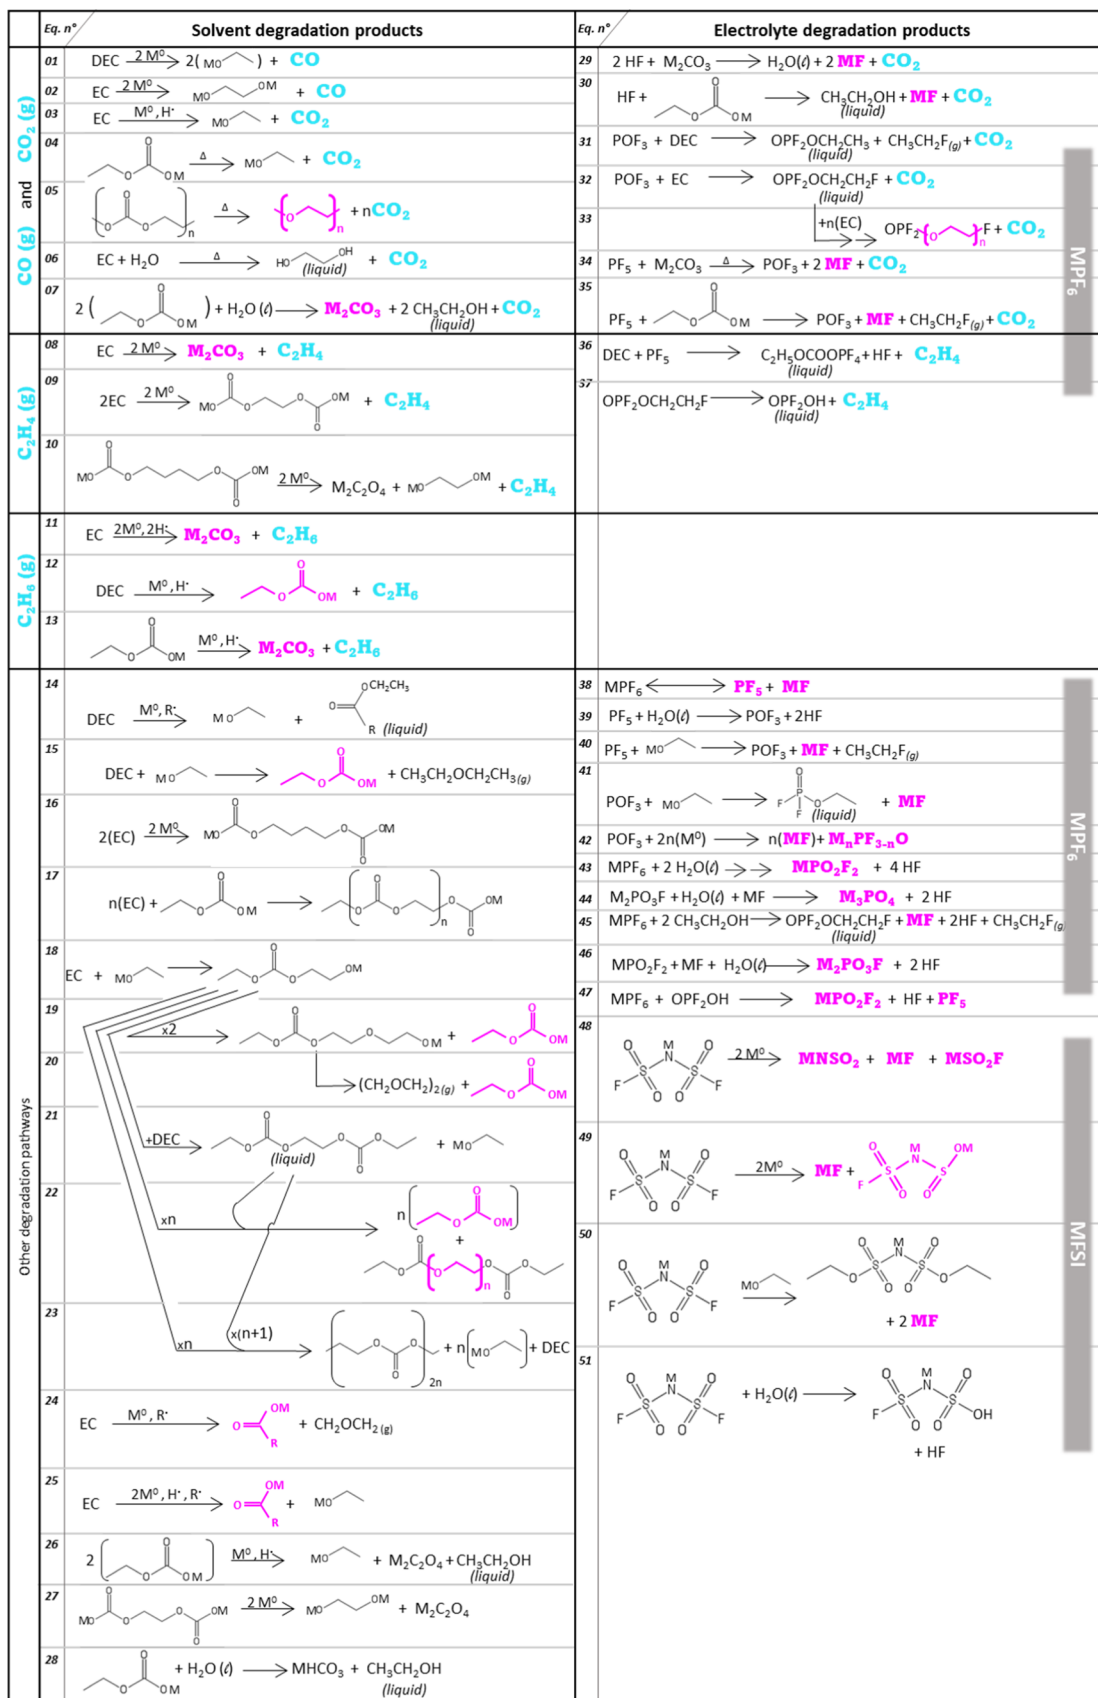 Eq. n° Solvent degradation products
CO (g) and CO₂ (g)
01 DEC 2 M⁰ 2( MO ) + CO
02 EC 2 M⁰ MO OM + CO
03 EC M⁰, H· MO + CO₂
04 O O OM Δ MO + CO₂
05 O O O n Δ O n + nCO₂
06 EC + H₂O Δ HO OH (liquid) + CO₂
07 2 ( O O OM ) + H₂O (ℓ) M₂CO₃ + 2 CH₃CH₂OH + CO₂
(liquid)
C₂H₄ (g)
08 EC 2 M⁰ M₂CO₃ + C₂H₄
09 2EC 2 M⁰ MO O O O O OM + C₂H₄
10 MO O O O O OM 2 M⁰ M₂C₂O₄ + MO OM + C₂H₄
C₂H₆ (g)
11 EC 2M⁰, 2H· M₂CO₃ + C₂H₆
12 DEC M⁰, H· O O OM + C₂H₆
13 O O OM M⁰, H· M₂CO₃ + C₂H₆
Other degradation pathways
14 DEC M⁰, R· MO + O OCH₂CH₃ R (liquid)
15 DEC + MO O O OM + CH₃CH₂OCH₂CH₃(g)
16 2(EC) 2 M⁰ MO O O O O OM
17 n(EC) + O O OM O O O n O O OM
18 EC + MO O O O OM
19 x2 O O O O OM + O O OM
20 (CH₂OCH₂)₂(g) + O O OM
21 +DEC O O O O O O + MO
(liquid)
22 xn n O O OM
+
O O O n O O O
23 xn x(n+1) O O O 2n + n MO + DEC
24 EC M⁰, R· O OM R + CH₂OCH₂(g)
25 EC 2M⁰, H·, R· O OM R + MO
26 2 O O OM M⁰, H· MO + M₂C₂O₄ + CH₃CH₂OH
(liquid)
27 MO O O O O OM 2 M⁰ MO OM + M₂C₂O₄
28 O O OM + H₂O (ℓ) MHCO₃ + CH₃CH₂OH
(liquid)
Eq. n° Electrolyte degradation products
29 2 HF + M₂CO₃ H₂O(ℓ) + 2 MF + CO₂
30 HF + O O OM CH₃CH₂OH + MF + CO₂
(liquid)
31 POF₃ + DEC OPF₂OCH₂CH₃ + CH₃CH₂F(g) + CO₂
(liquid)
32 POF₃ + EC OPF₂OCH₂CH₂F + CO₂
(liquid)
33 +n(EC) OPF₂ O n F + CO₂
34 PF₅ + M₂CO₃ Δ POF₃ + 2 MF + CO₂
35 PF₅ + O O OM POF₃ + MF + CH₃CH₂F(g) + CO₂
36 DEC + PF₅ C₂H₅OCOOPF₄ + HF + C₂H₄
(liquid)
37 OPF₂OCH₂CH₂F OPF₂OH + C₂H₄
(liquid)
MPF₆
38 MPF₆ PF₅ + MF
39 PF₅ + H₂O(ℓ) POF₃ + 2HF
40 PF₅ + MO POF₃ + MF + CH₃CH₂F(g)
41 POF₃ + MO O F P O F (liquid) + MF
42 POF₃ + 2n(M⁰) n(MF) + MₙPF₃₋ₙO
43 MPF₆ + 2 H₂O(ℓ) MPO₂F₂ + 4 HF
44 M₂PO₃F + H₂O(ℓ) + MF M₃PO₄ + 2 HF
45 MPF₆ + 2 CH₃CH₂OH OPF₂OCH₂CH₂F + MF + 2HF + CH₃CH₂F(g)
(liquid)
46 MPO₂F₂ + MF + H₂O(ℓ) M₂PO₃F + 2 HF
47 MPF₆ + OPF₂OH MPO₂F₂ + HF + PF₅
MPF₆
48 O M O S N S F O O F 2 M⁰ MNSO₂ + MF + MSO₂F
49 O M O S N S F O O F 2M⁰ MF + O M OM S N S F O O
50 O M O S N S F O O F MO O M O S N S O O O O
+ 2 MF
51 O M O S N S F O O F + H₂O(ℓ) O M O S N S F O O OH
+ HF
MFSI